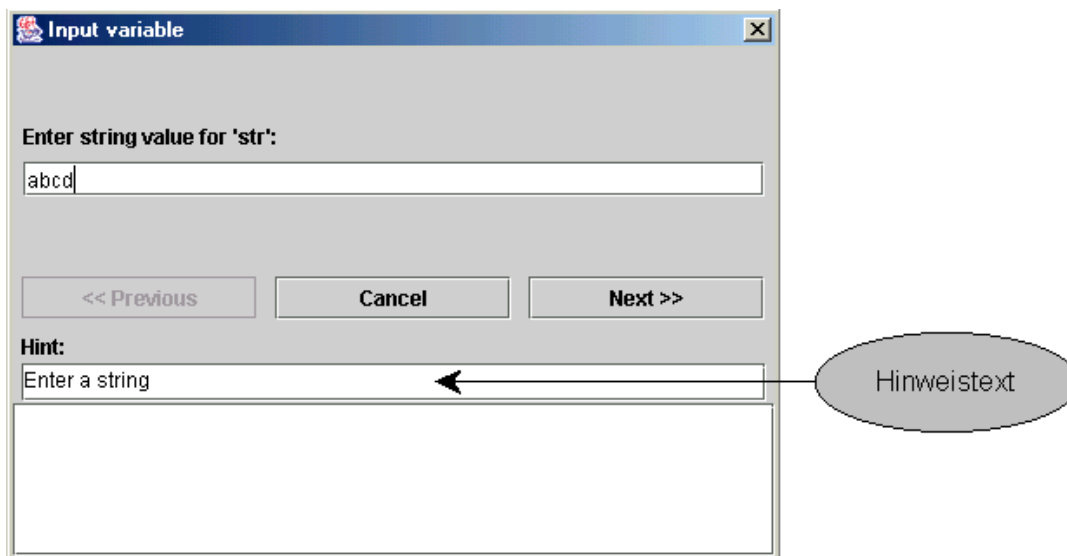 Input variable
Enter string value for 'str':
abcd
<< Previous
Cancel
Next >>
Hint:
Enter a string
Hinweistext